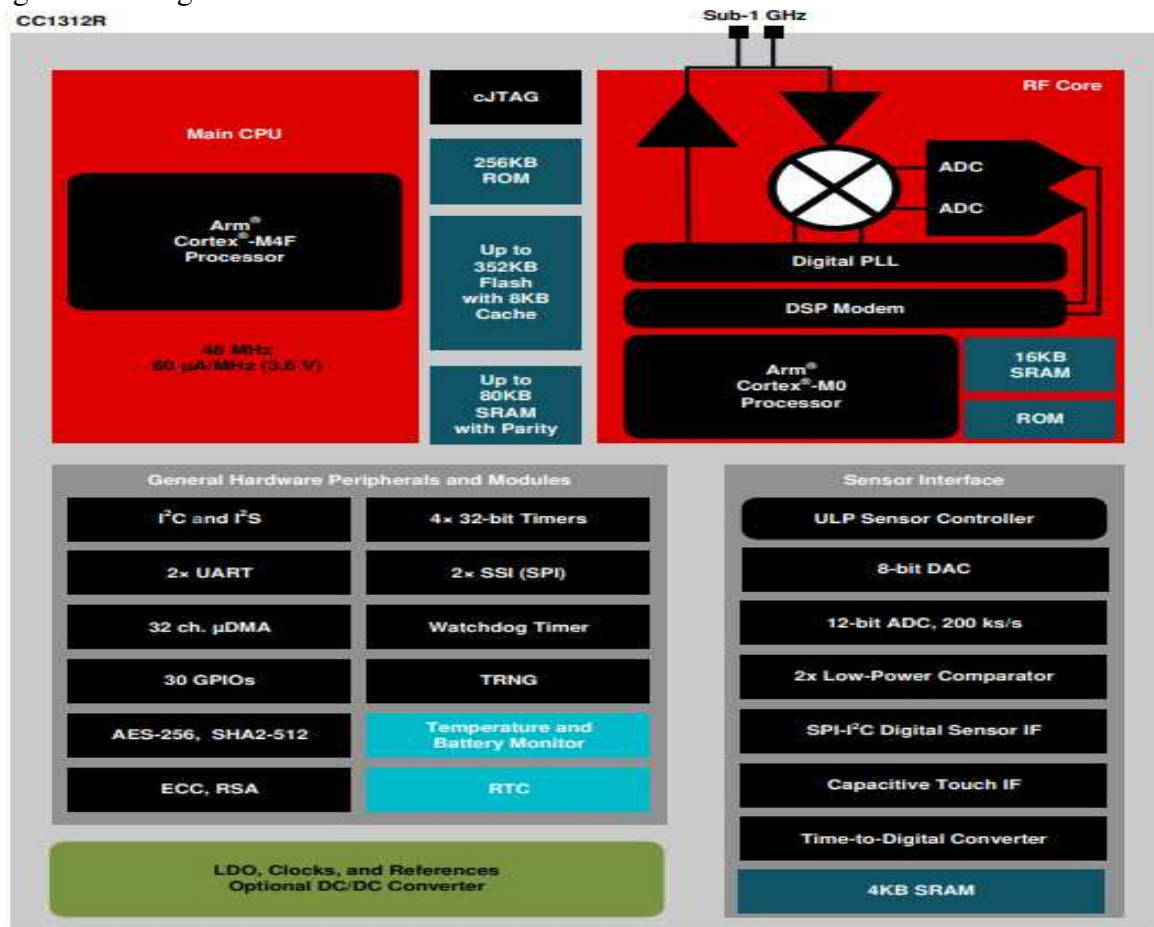 CC1312R
Sub-1 GHz
Main CPU
Arm®
Cortex®-M4F
Processor
48 MHz
60 µA/MHz (3.6 V)
cJTAG
256KB
ROM
Up to
352KB
Flash
with 8KB
Cache
Up to
80KB
SRAM
with Parity
RF Core
ADC
ADC
Digital PLL
DSP Modem
Arm®
Cortex®-M0
Processor
16KB
SRAM
ROM
General Hardware Peripherals and Modules
I²C and I²S
4× 32-bit Timers
2× UART
2× SSI (SPI)
32 ch. µDMA
Watchdog Timer
30 GPIOs
TRNG
AES-256, SHA2-512
Temperature and
Battery Monitor
ECC, RSA
RTC
LDO, Clocks, and References
Optional DC/DC Converter
Sensor Interface
ULP Sensor Controller
8-bit DAC
12-bit ADC, 200 ks/s
2x Low-Power Comparator
SPI-I²C Digital Sensor IF
Capacitive Touch IF
Time-to-Digital Converter
4KB SRAM